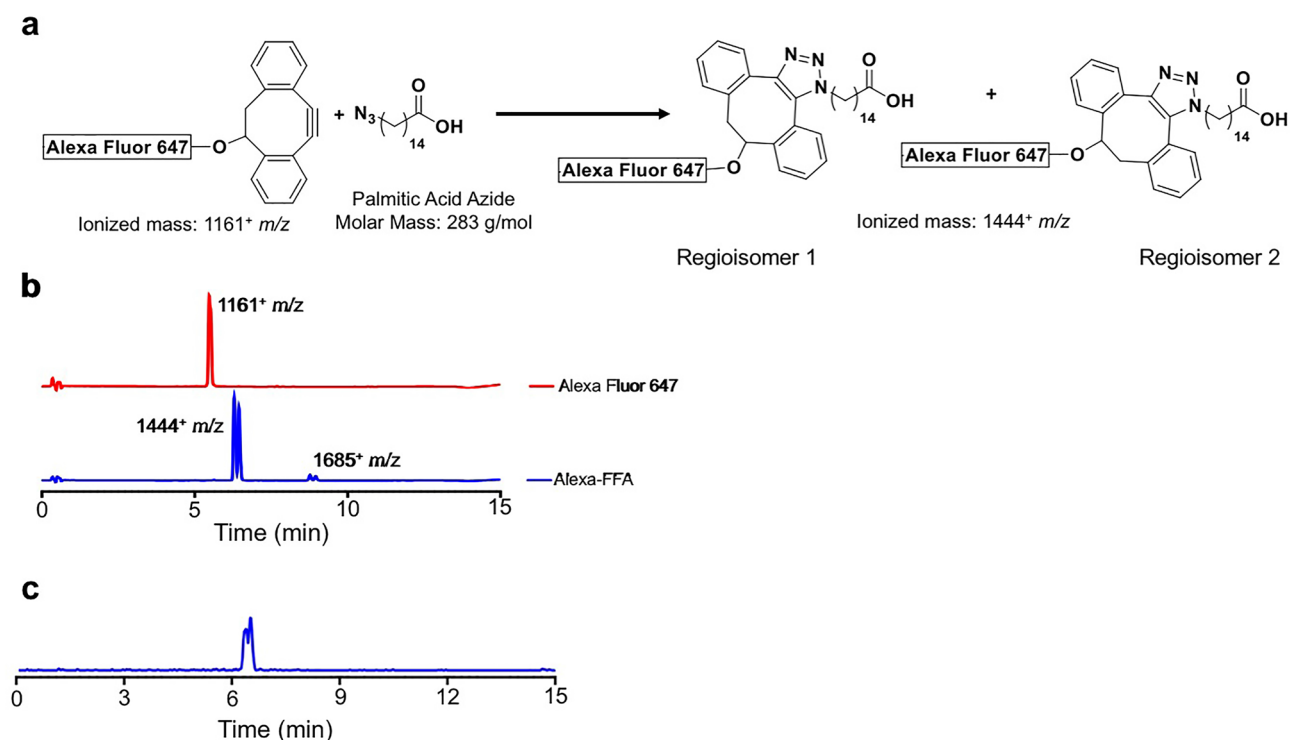 a
N=N
N
O
OH
14
Alexa Fluor 647
O
+
N=N
N
O
OH
14
Alexa Fluor 647
O
+ N3
O
OH
14
Alexa Fluor 647
O
Ionized mass: 1161+ m/z
Palmitic Acid Azide
Molar Mass: 283 g/mol
Ionized mass: 1444+ m/z
Regioisomer 1
Regioisomer 2
b
1161+ m/z
Alexa Fluor 647
1444+ m/z
1685+ m/z
Alexa-FFA
0 5 10 15
Time (min)
c
0 3 6 9 12 15
Time (min)